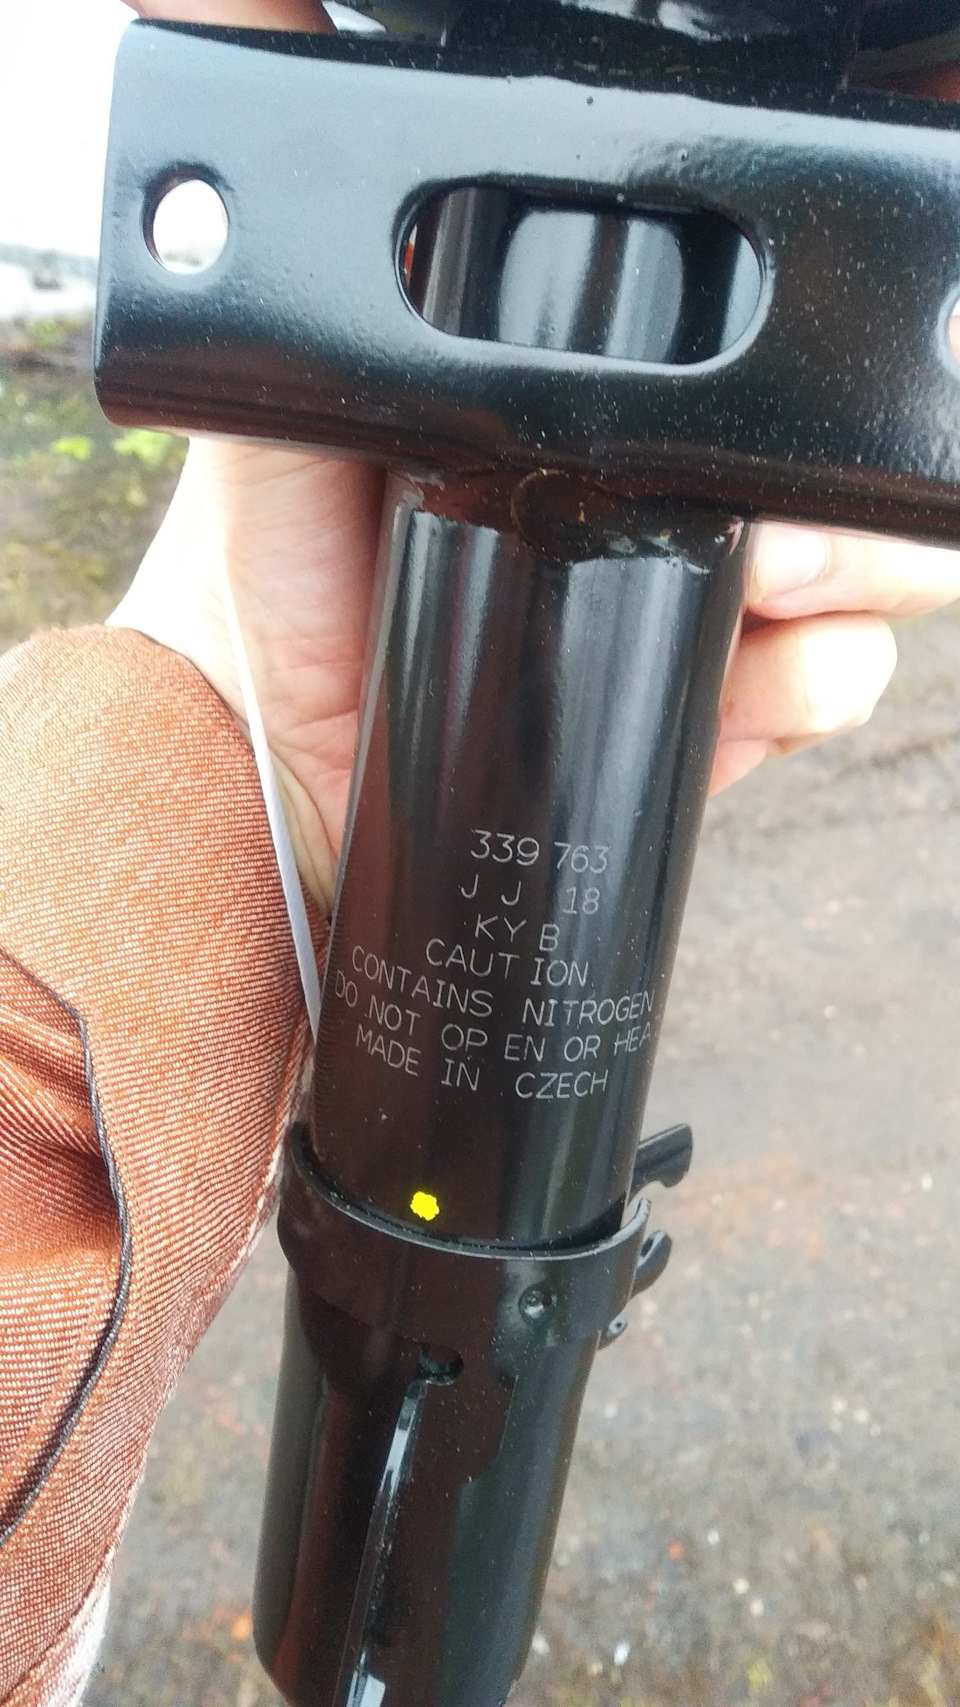 339 763
J J 18
KYB
CAUTION
CONTAINS NITROGEN
DO NOT OPEN OR HEA
MADE IN CZECH